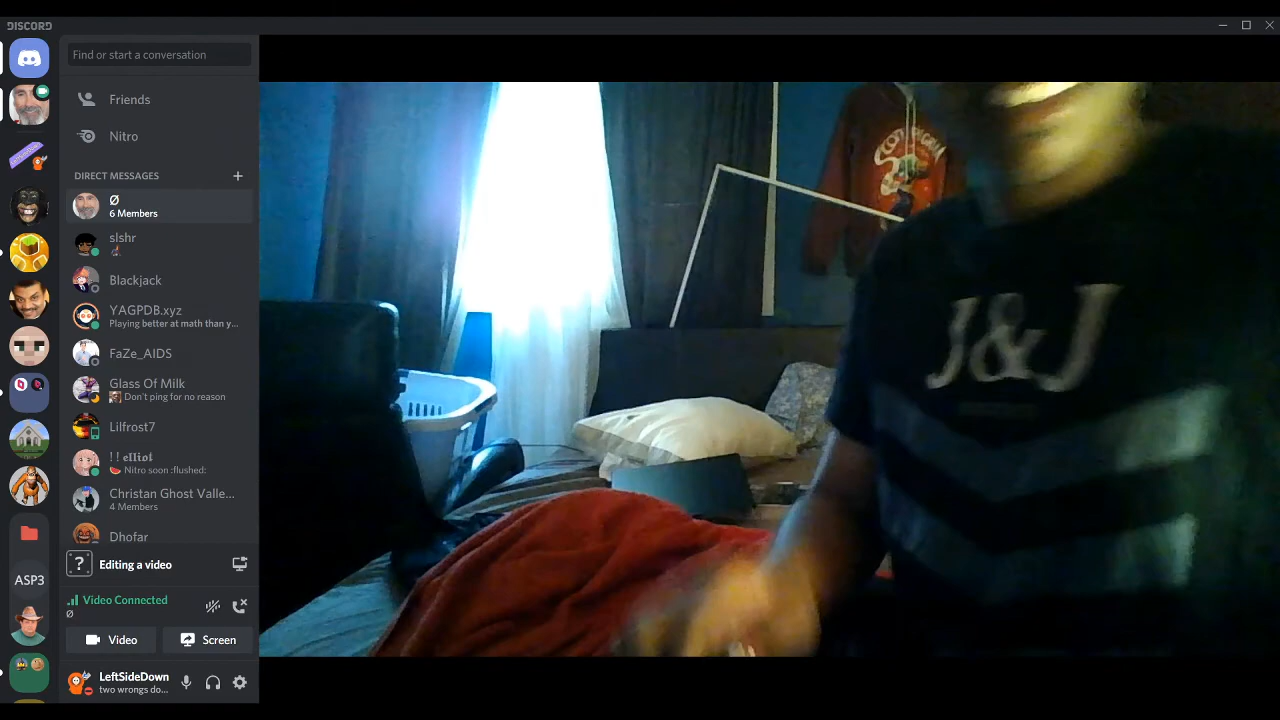 DISCORD
Find or start a conversation
Friends
Nitro
DIRECT MESSAGES
Ø
6 Members
slshr
Blackjack
YAGPDB.xyz
Playing better at math than y...
FaZe_AIDS
Glass Of Milk
Don't ping for no reason
Lilfrost7
! ! elliot
Nitro soon :flushed:
Christan Ghost Valle...
4 Members
Dhofar
?
Editing a video
Video Connected
Ø
Video
Screen
ASP3
LeftSideDown
two wrongs do...
J&J